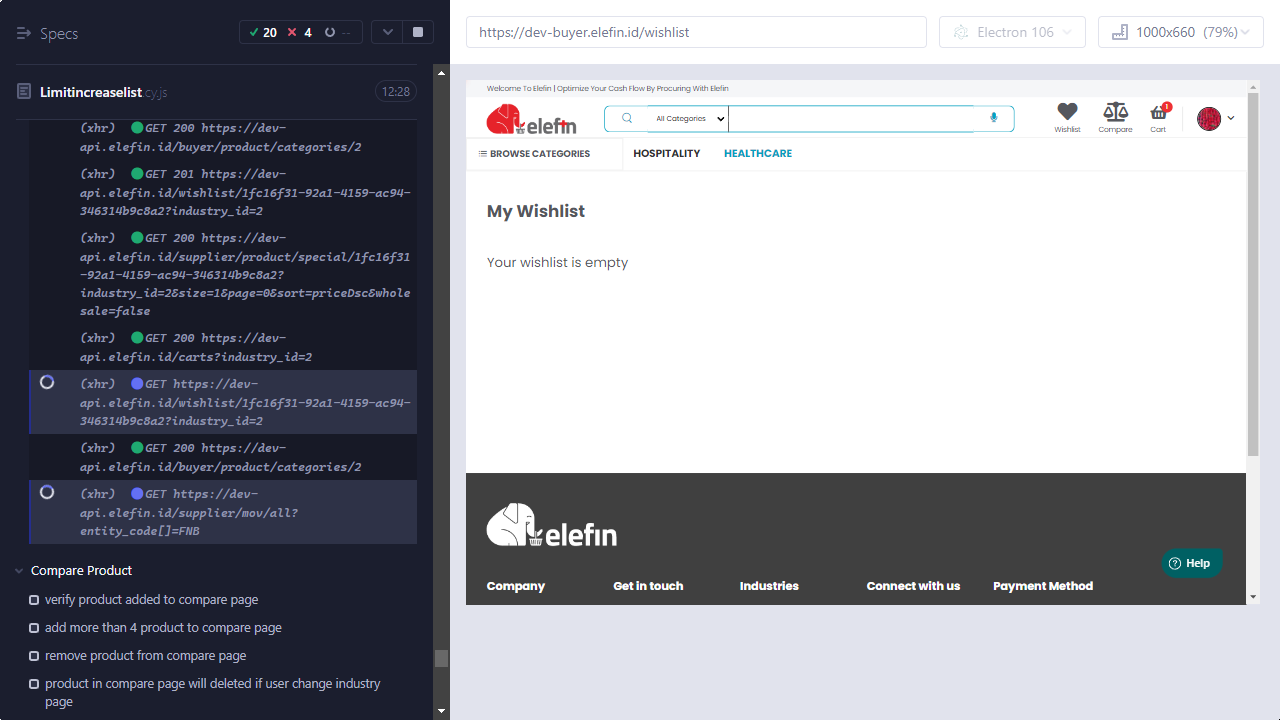 Specs
20
4
--
Limitincreaselist.cy.js
12:28
(xhr) GET 200 https://dev-
api.elefin.id/buyer/product/categories/2
(xhr) GET 201 https://dev-
api.elefin.id/wishlist/1fc16f31-92a1-4159-ac94-
346314b9c8a2?industry_id=2
(xhr) GET 200 https://dev-
api.elefin.id/supplier/product/special/1fc16f31
-92a1-4159-ac94-346314b9c8a2?
industry_id=2&size=1&page=0&sort=priceDsc&whole
sale=false
(xhr) GET 200 https://dev-
api.elefin.id/carts?industry_id=2
(xhr) GET https://dev-
api.elefin.id/wishlist/1fc16f31-92a1-4159-ac94-
346314b9c8a2?industry_id=2
(xhr) GET 200 https://dev-
api.elefin.id/buyer/product/categories/2
(xhr) GET https://dev-
api.elefin.id/supplier/mov/all?
entity_code[]=FNB
Compare Product
verify product added to compare page
add more than 4 product to compare page
remove product from compare page
product in compare page will deleted if user change industry
page
https://dev-buyer.elefin.id/wishlist
Electron 106
1000x660 (79%)
Welcome To Elefin | Optimize Your Cash Flow By Procuring With Elefin
elefin
All Categories
Wishlist
Compare
1
Cart
BROWSE CATEGORIES
HOSPITALITY
HEALTHCARE
My Wishlist
Your wishlist is empty
elefin
Help
Company
Get in touch
Industries
Connect with us
Payment Method